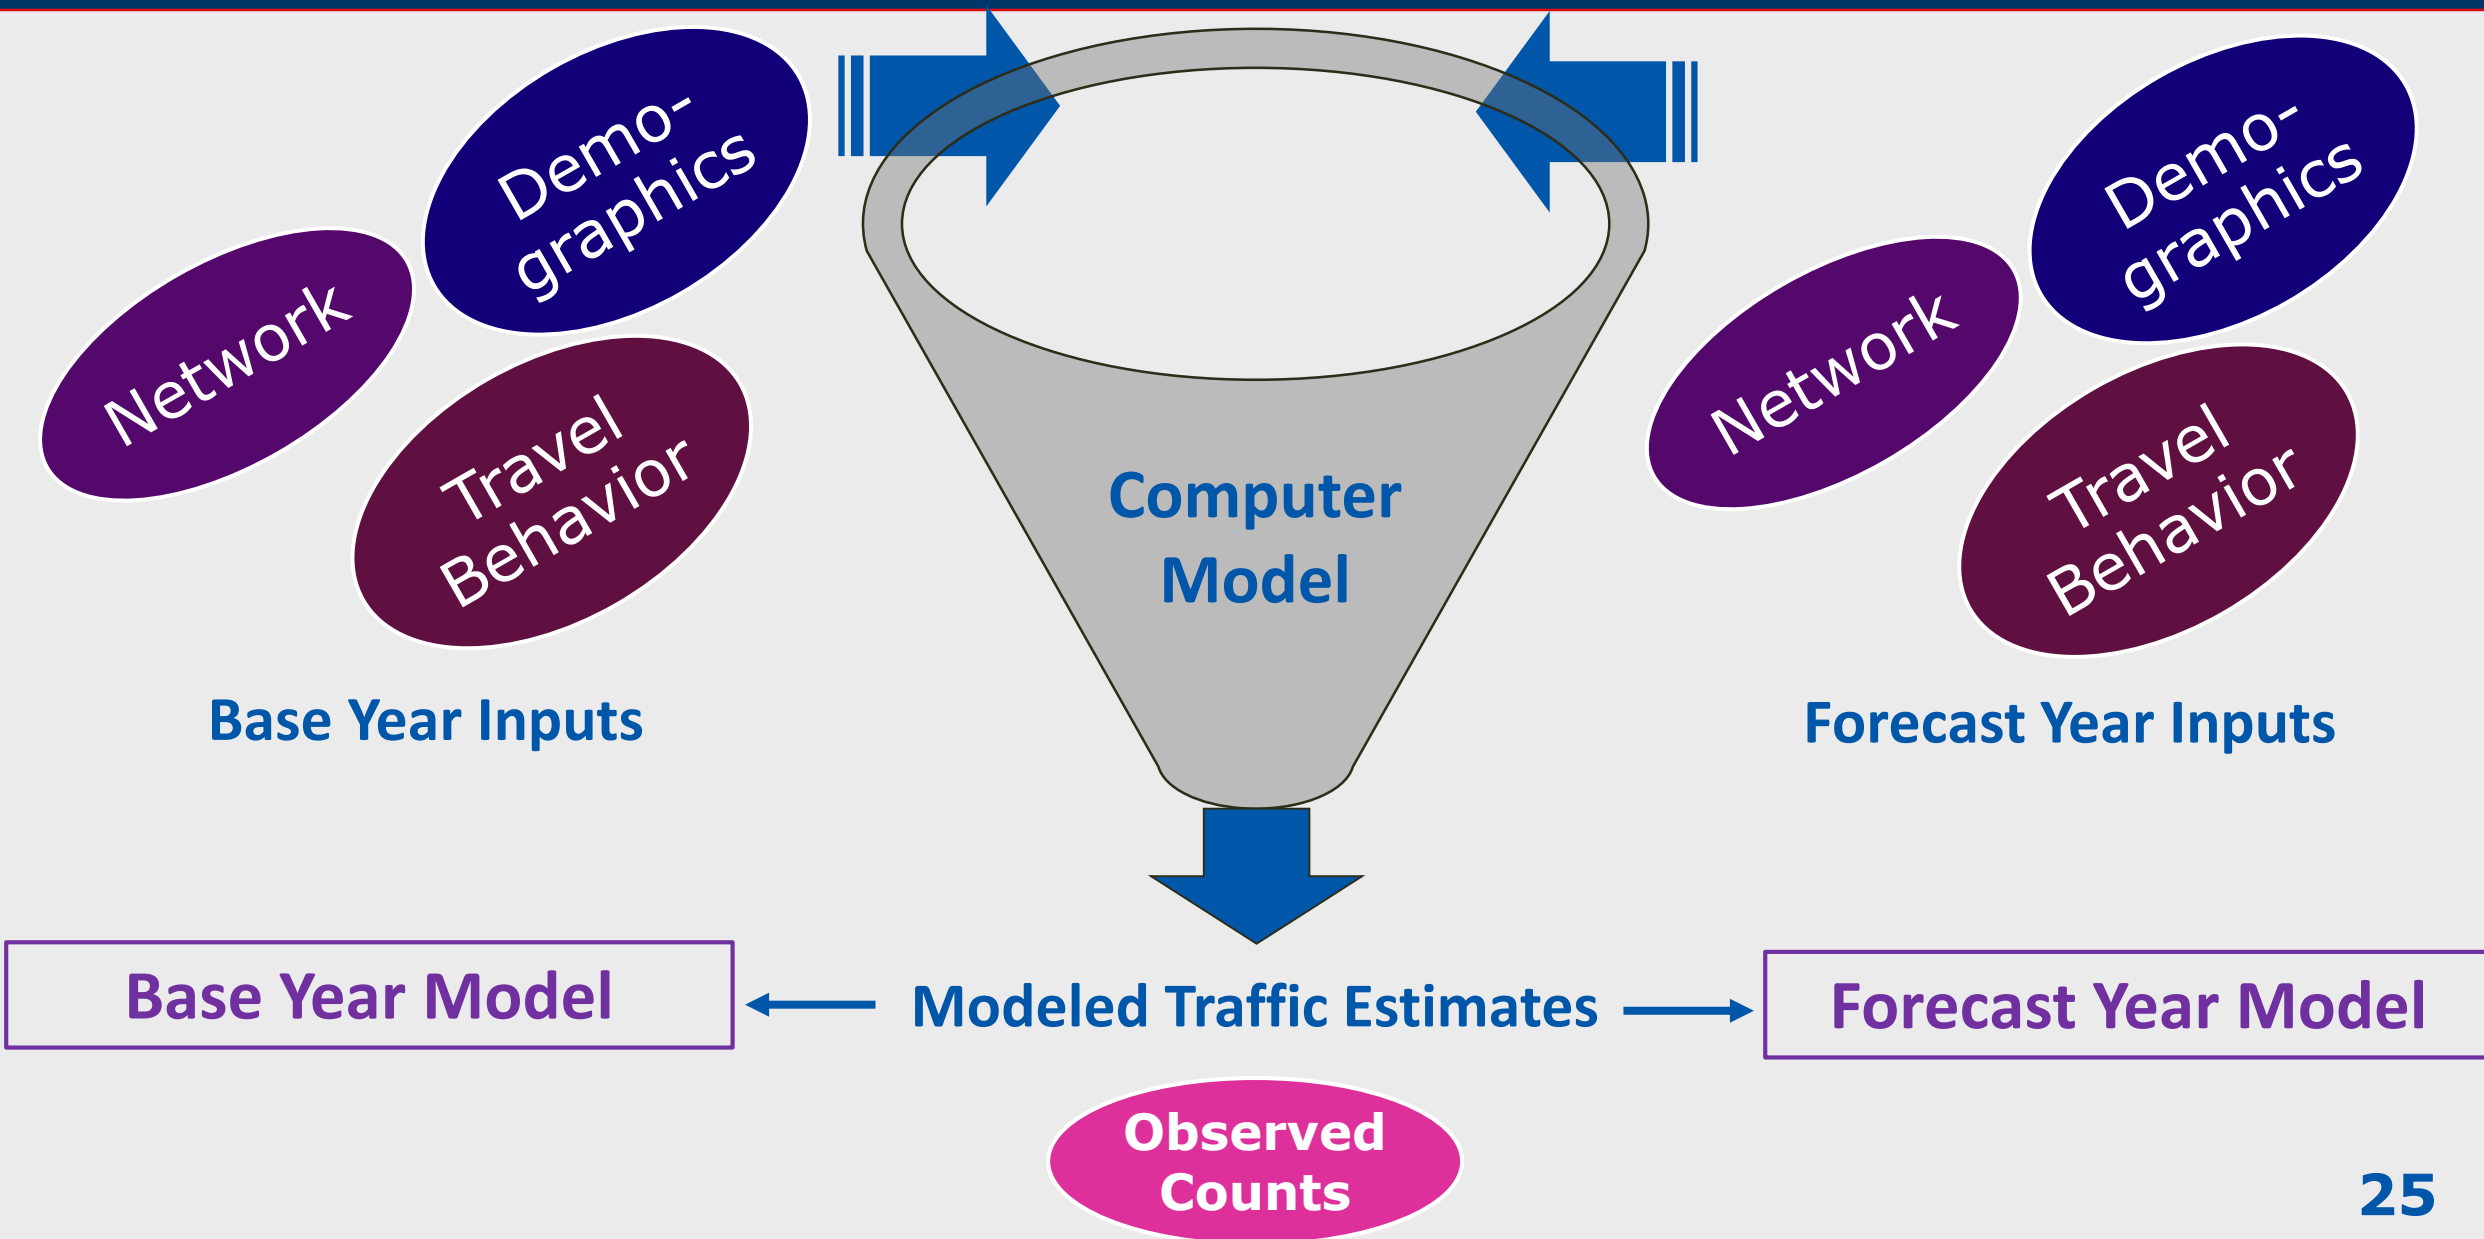 Demo-
graphics
Network
Travel
Behavior
Base Year Inputs
Computer
Model
Demo-
graphics
Network
Travel
Behavior
Forecast Year Inputs
Base Year Model
Modeled Traffic Estimates
Forecast Year Model
Observed
Counts
25